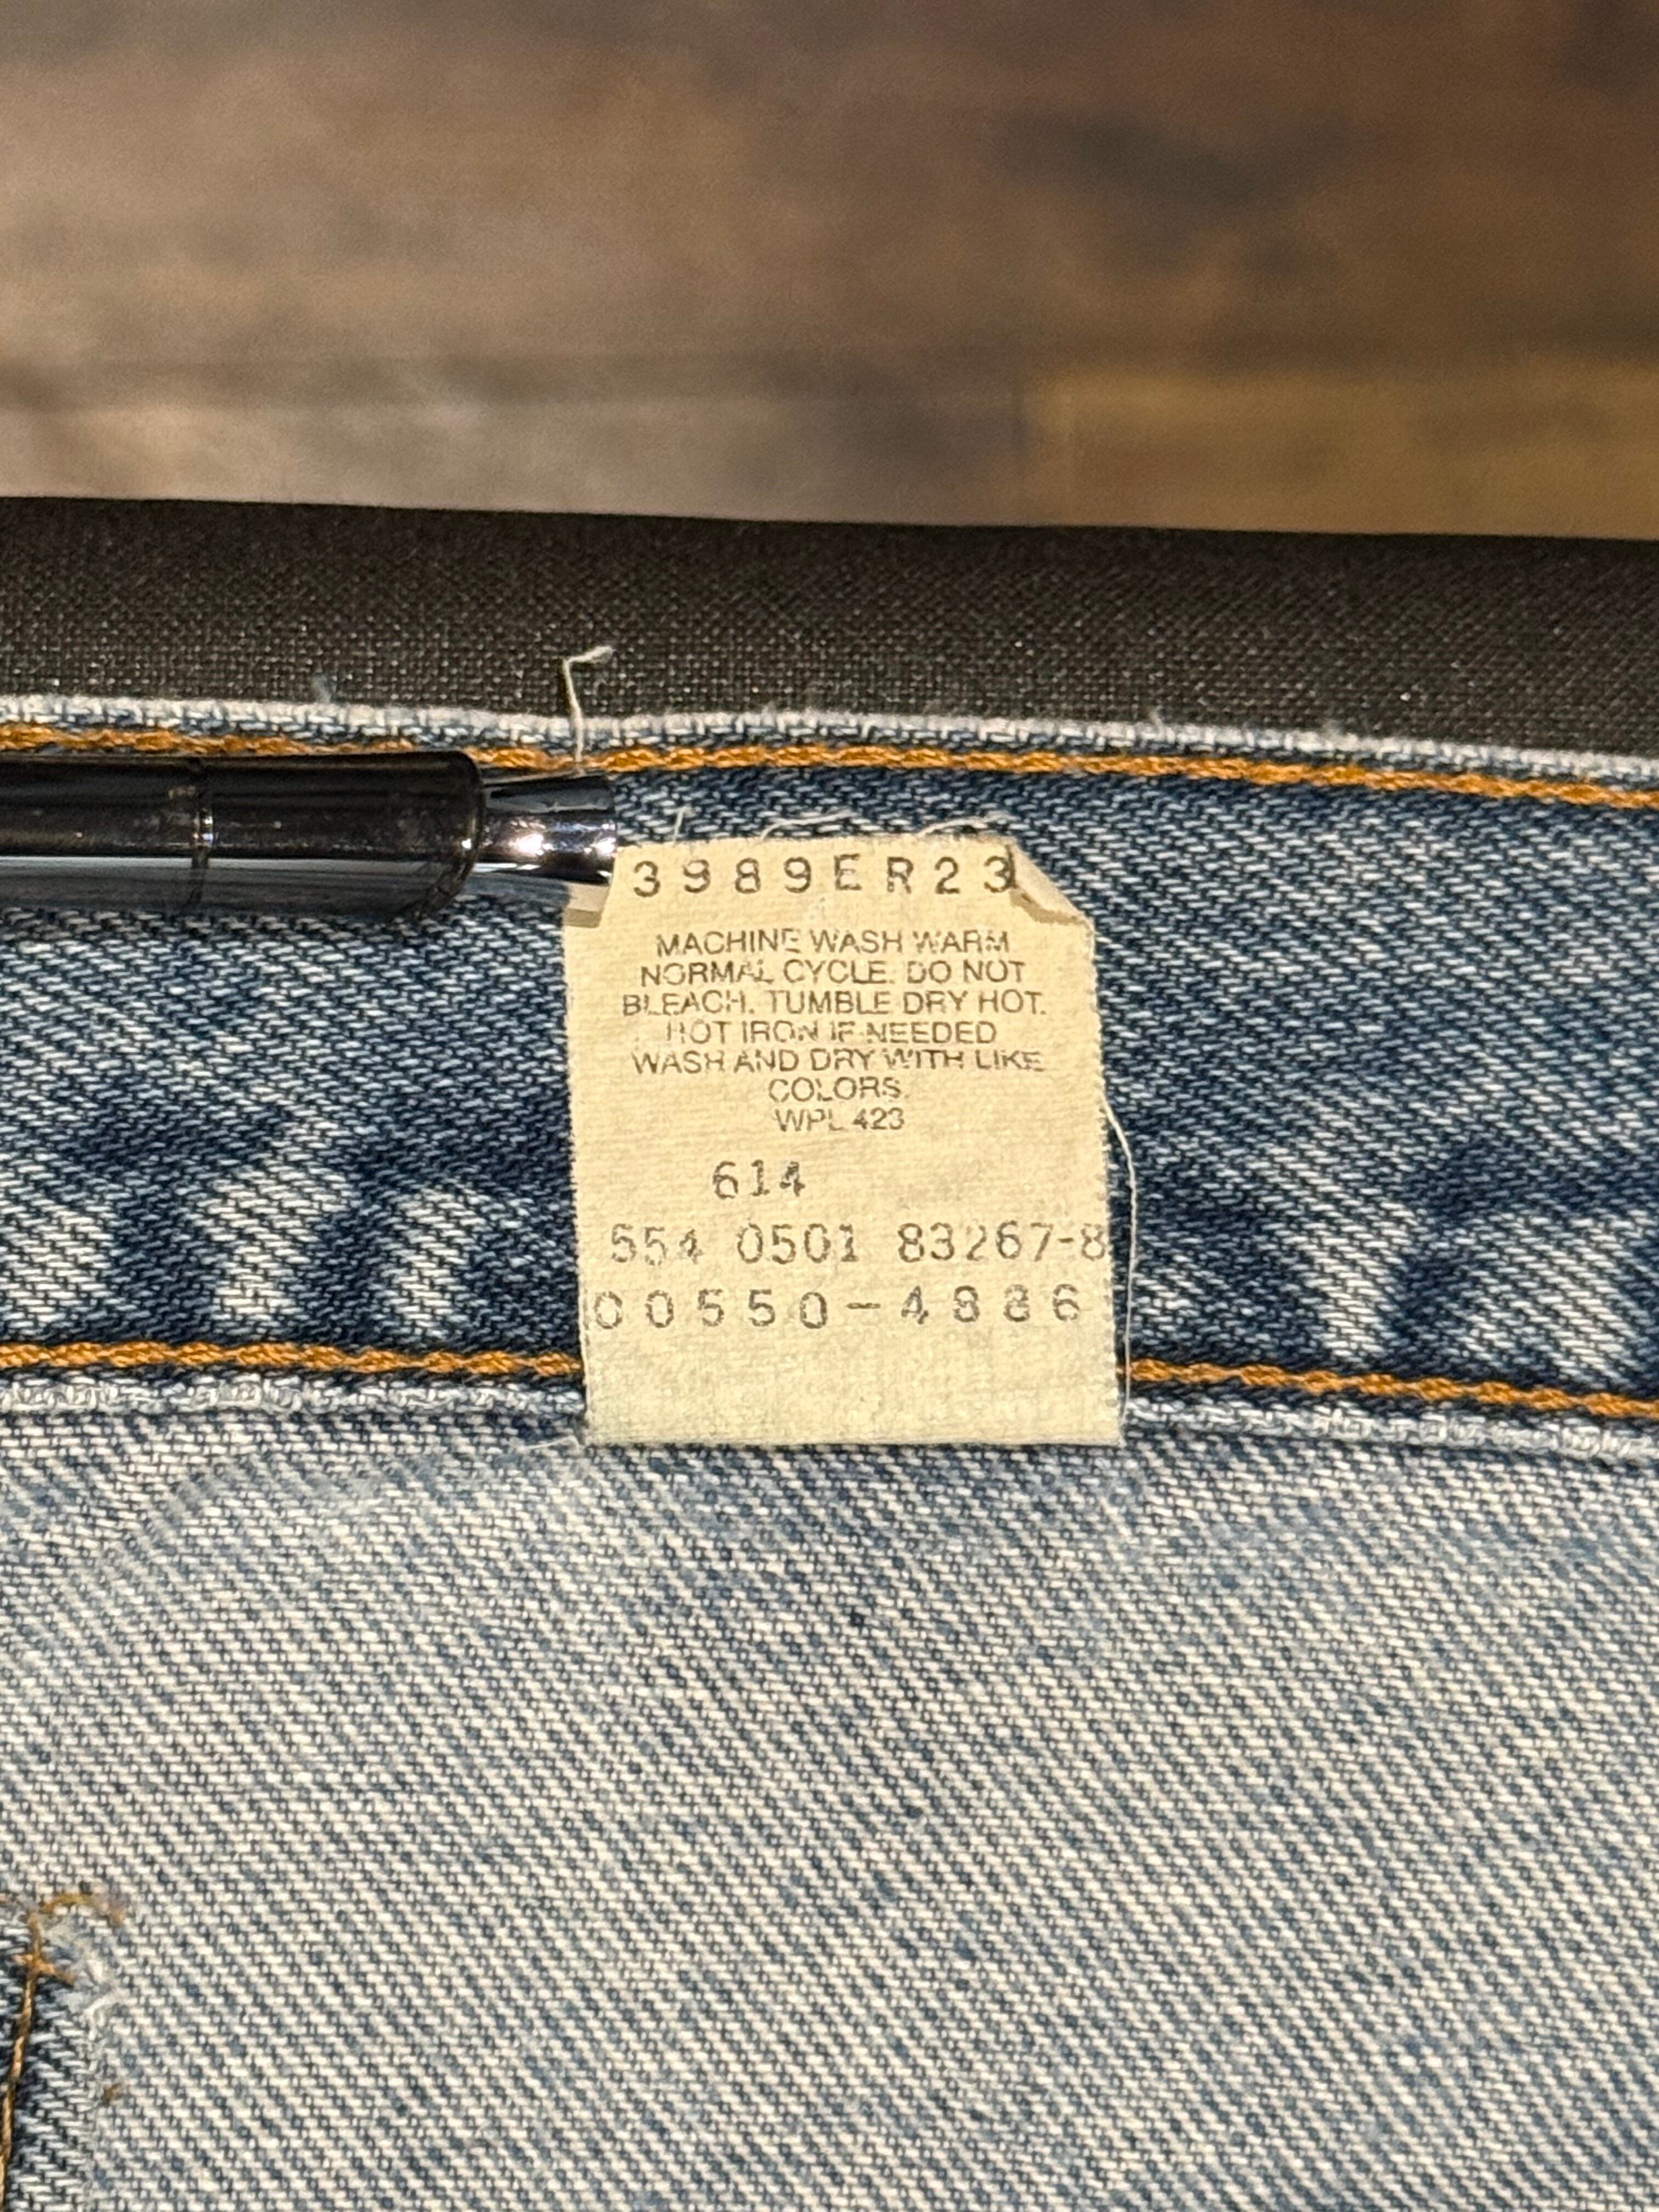 3989ER23
MACHINE WASH WARM
NORMAL CYCLE. DO NOT
BLEACH. TUMBLE DRY HOT.
HOT IRON IF NEEDED
WASH AND DRY WITH LIKE
COLORS.
WPL 423
614
554 0501 83267-8
00550-4886